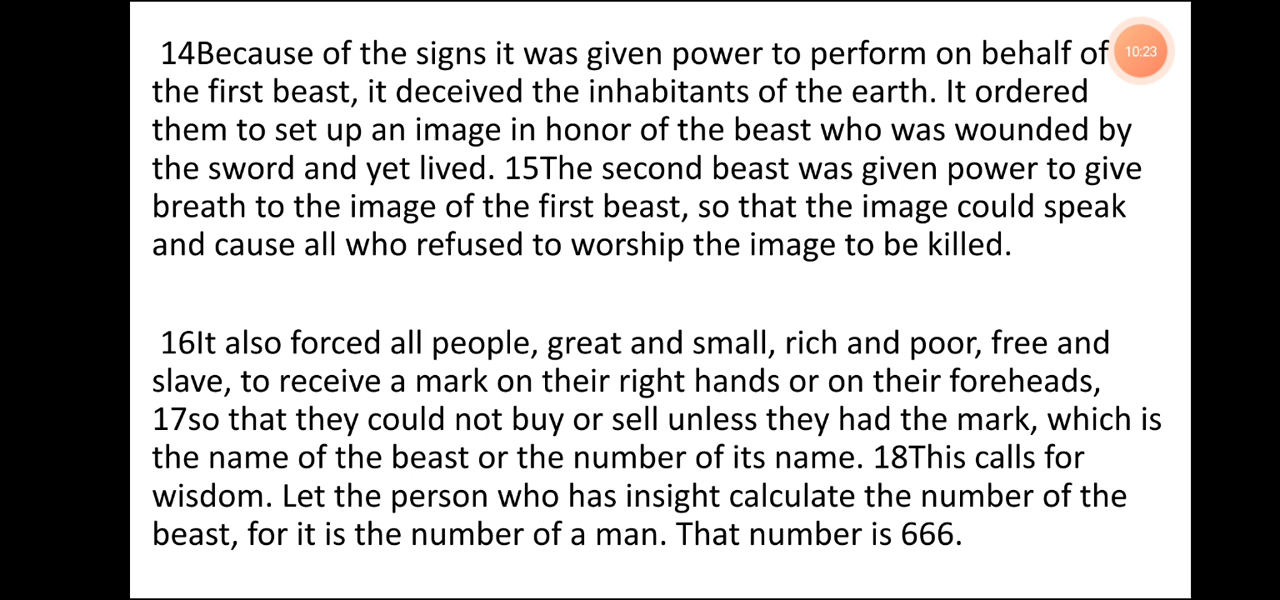 14Because of the signs it was given power to perform on behalf of
10:23
the first beast, it deceived the inhabitants of the earth. It ordered
them to set up an image in honor of the beast who was wounded by
the sword and yet lived. 15The second beast was given power to give
breath to the image of the first beast, so that the image could speak
and cause all who refused to worship the image to be killed.
16It also forced all people, great and small, rich and poor, free and
slave, to receive a mark on their right hands or on their foreheads,
17so that they could not buy or sell unless they had the mark, which is
the name of the beast or the number of its name. 18This calls for
wisdom. Let the person who has insight calculate the number of the
beast, for it is the number of a man. That number is 666.